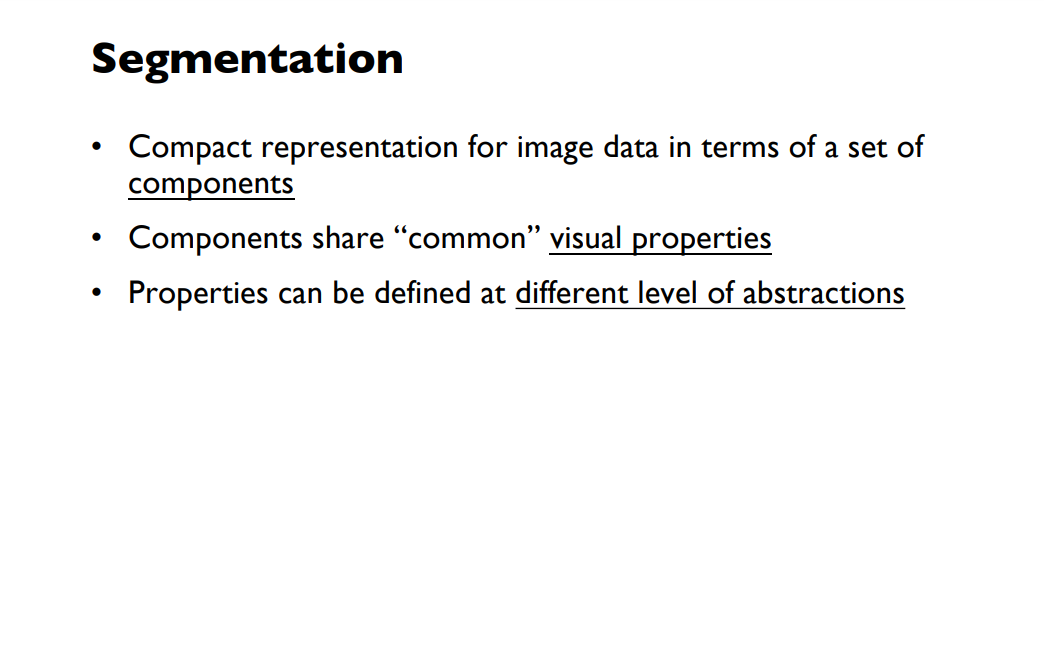 Segmentation
• Compact representation for image data in terms of a set of
components
• Components share “common” visual properties
• Properties can be defined at different level of abstractions